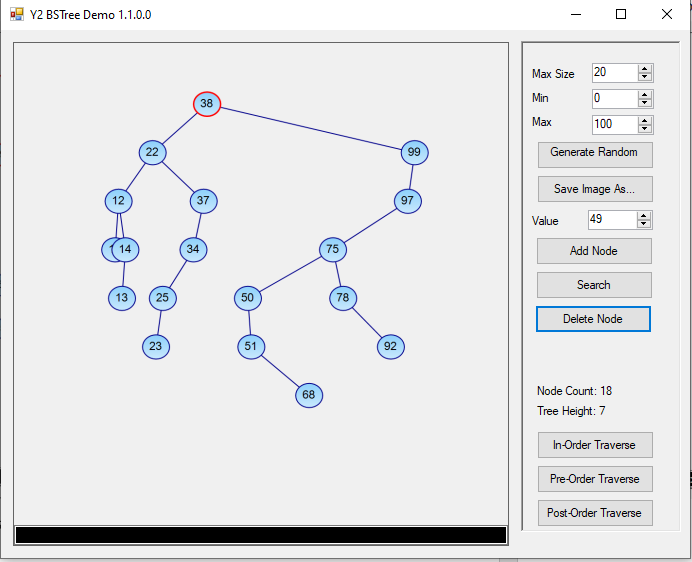 Y2 BSTree Demo 1.1.0.0
38
22
99
12
37
97
14
34
75
13
25
50
78
23
51
92
68
Max Size 20
Min 0
Max 100
Generate Random
Save Image As...
Value 49
Add Node
Search
Delete Node
Node Count: 18
Tree Height: 7
In-Order Traverse
Pre-Order Traverse
Post-Order Traverse